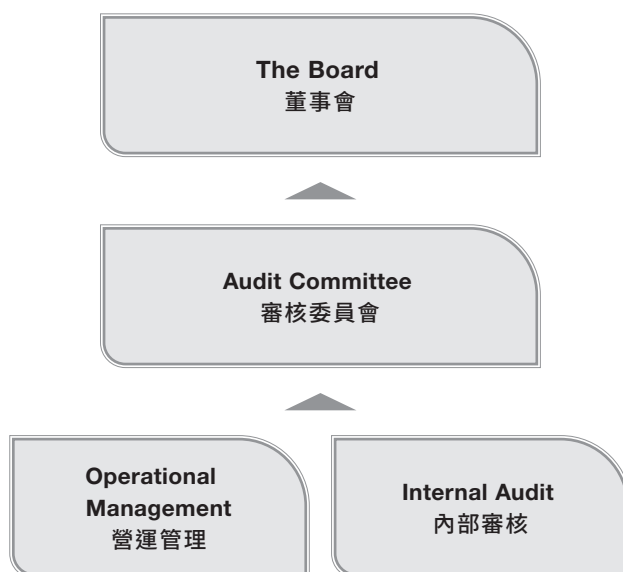 The Board
董事會
Audit Committee
審核委員會
Operational
Management
營運管理
Internal Audit
內部審核